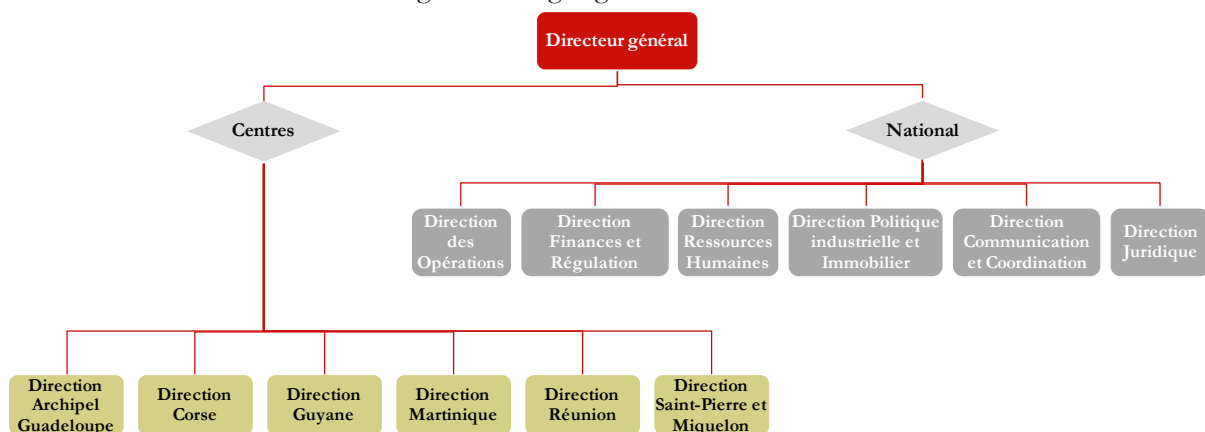 Directeur général
Centres
National
Direction
des
Opérations
Direction
Finances et
Régulation
Direction
Ressources
Humaines
Direction Politique
industrielle et
Immobilier
Direction
Communication
et Coordination
Direction
Juridique
Direction
Archipel
Guadeloupe
Direction
Corse
Direction
Guyane
Direction
Martinique
Direction
Réunion
Direction
Saint-Pierre et
Miquelon